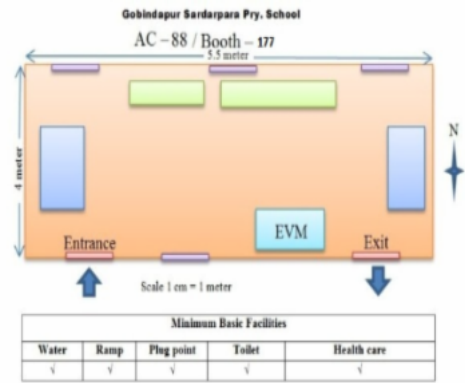 Gobindapur Sardarpara Pry. School
AC – 88 / Booth – 177
5.5 meter
4 meter
N
EVM
Entrance
Exit
Scale 1 cm = 1 meter
Minimum Basic Facilities
Water Ramp Plug point Toilet Health care
√ √ √ √ √